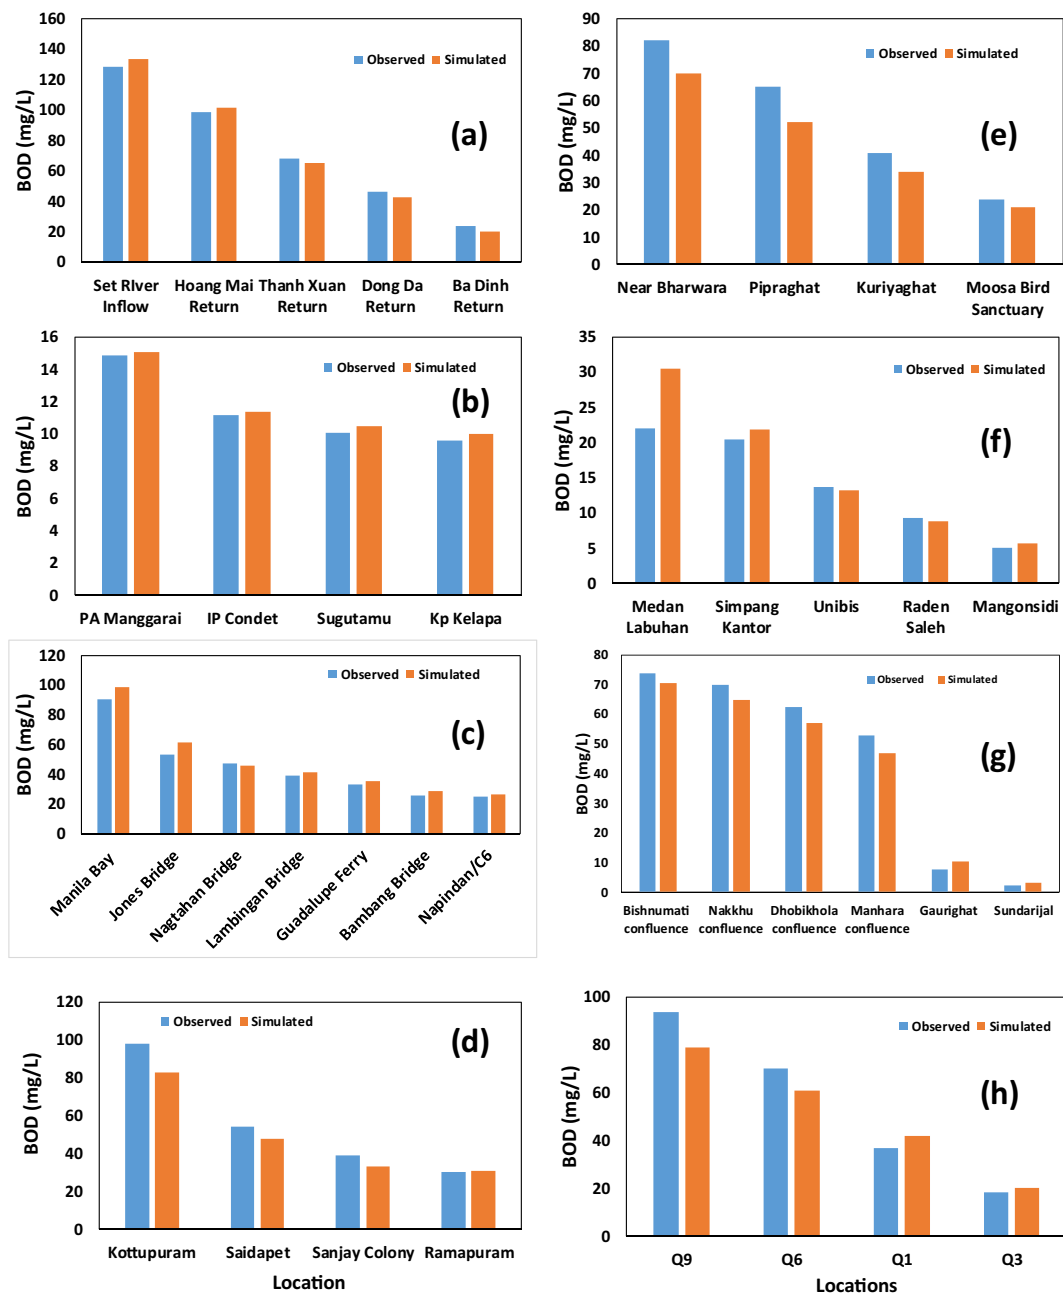 160
140
120
100
80
60
40
20
0
BOD (mg/L)
Observed Simulated
(a)
Set RIver Inflow
Hoang Mai Return
Thanh Xuan Return
Dong Da Return
Ba Dinh Return
90
80
70
60
50
40
30
20
10
0
BOD (mg/L)
Observed Simulated
(e)
Near Bharwara
Pipraghat
Kuriyaghat
Moosa Bird Sanctuary
16
14
12
10
8
6
4
2
0
BOD (mg/L)
Observed Simulated
(b)
PA Manggarai
IP Condet
Sugutamu
Kp Kelapa
35
30
25
20
15
10
5
0
BOD (mg/L)
Observed Simulated
(f)
Medan Labuhan
Simpang Kantor
Unibis
Raden Saleh
Mangonsidi
120
100
80
60
40
20
0
BOD (mg/L)
Observed Simulated
(c)
Manila Bay
Jones Bridge
Nagtahan Bridge
Lambingan Bridge
Guadalupe Ferry
Bambang Bridge
Napindan/C6
80
70
60
50
40
30
20
10
0
BOD (mg/L)
Observed Simulated
(g)
Bishnumati confluence
Nakkhu confluence
Dhobikhola confluence
Manhara confluence
Gaurighat
Sundarijal
120
100
80
60
40
20
0
BOD (mg/L)
Observed Simulated
(d)
Kottupuram
Saidapet
Sanjay Colony
Ramapuram
Location
100
80
60
40
20
0
BOD (mg/L)
Observed Simulated
(h)
Q9
Q6
Q1
Q3
Locations